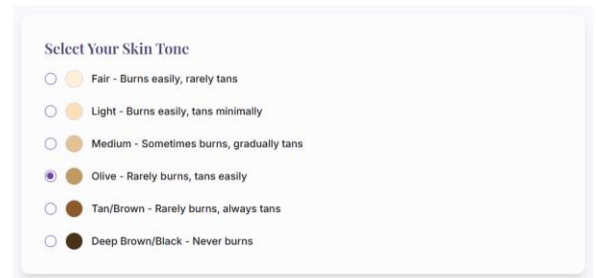 Select Your Skin Tone
Fair - Burns easily, rarely tans
Light - Burns easily, tans minimally
Medium - Sometimes burns, gradually tans
Olive - Rarely burns, tans easily
Tan/Brown - Rarely burns, always tans
Deep Brown/Black - Never burns